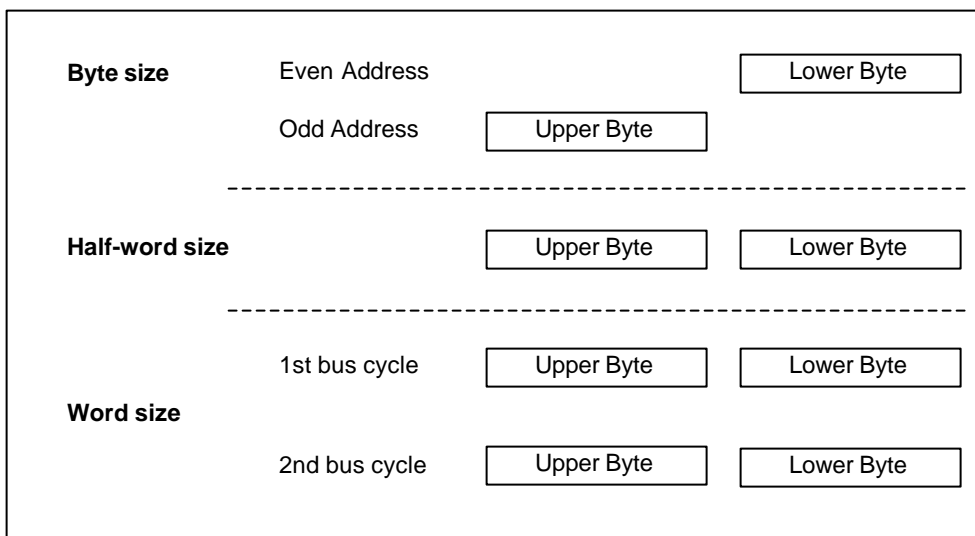 Byte size Even Address Lower Byte
Odd Address Upper Byte
Half-word size Upper Byte Lower Byte
1st bus cycle Upper Byte Lower Byte
Word size
2nd bus cycle Upper Byte Lower Byte